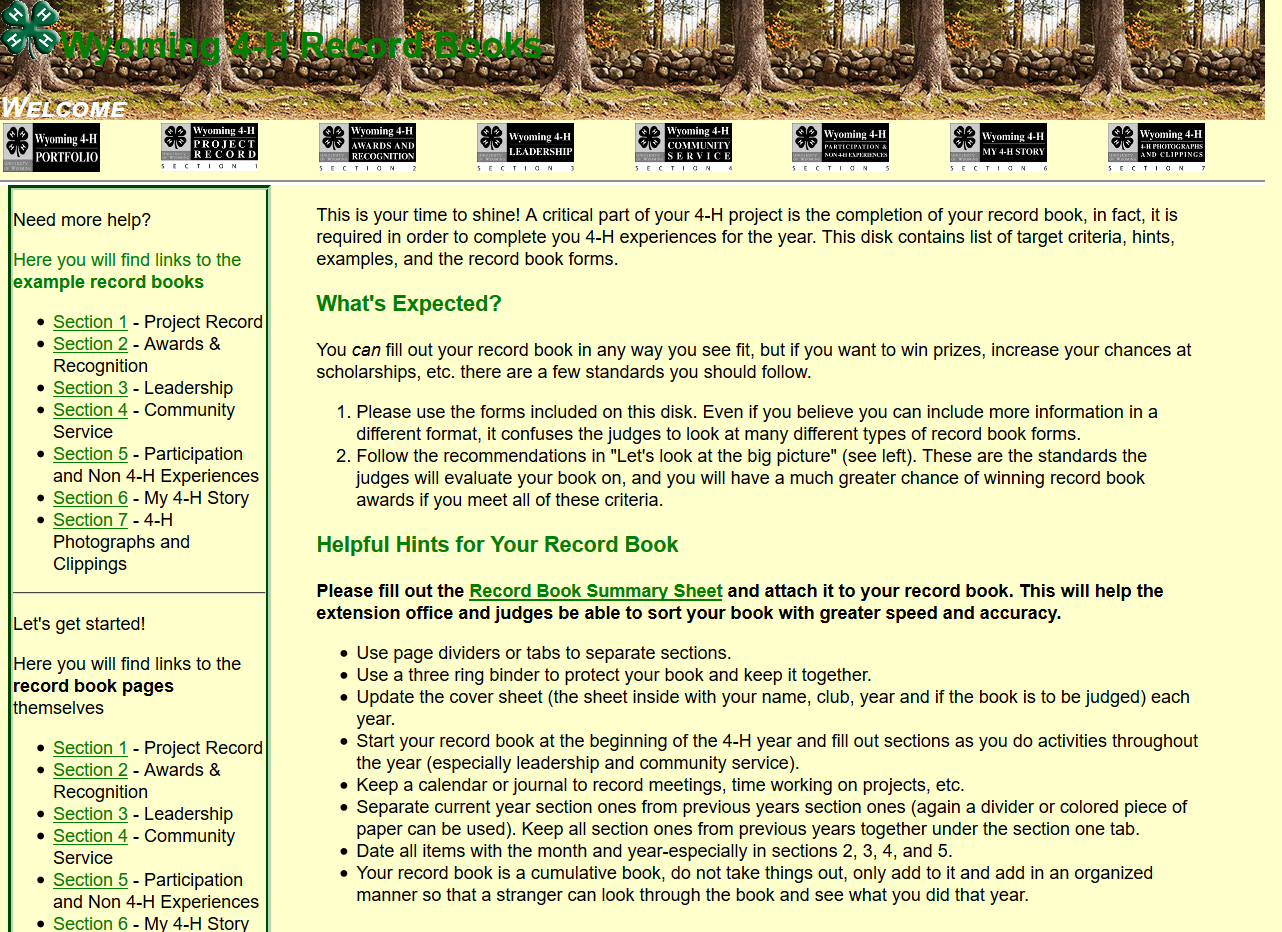 Wyoming 4-H Record Books
WELCOME
Wyoming 4-H
PORTFOLIO
Wyoming 4-H
PROJECT
RECORD
SECTION 1
Wyoming 4-H
AWARDS AND
RECOGNITION
SECTION 2
Wyoming 4-H
LEADERSHIP
SECTION 3
Wyoming 4-H
COMMUNITY
SERVICE
SECTION 4
Wyoming 4-H
PARTICIPATION &
NON 4-H EXPERIENCES
SECTION 5
Wyoming 4-H
MY 4-H STORY
SECTION 6
Wyoming 4-H
4-H PHOTOGRAPHS
AND CLIPPINGS
SECTION 7
Need more help?
Here you will find links to the
example record books
Section 1 - Project Record
Section 2 - Awards &
Recognition
Section 3 - Leadership
Section 4 - Community
Service
Section 5 - Participation
and Non 4-H Experiences
Section 6 - My 4-H Story
Section 7 - 4-H
Photographs and
Clippings
Let's get started!
Here you will find links to the
record book pages
themselves
Section 1 - Project Record
Section 2 - Awards &
Recognition
Section 3 - Leadership
Section 4 - Community
Service
Section 5 - Participation
and Non 4-H Experiences
Section 6 - My 4-H Story
This is your time to shine! A critical part of your 4-H project is the completion of your record book, in fact, it is
required in order to complete you 4-H experiences for the year. This disk contains list of target criteria, hints,
examples, and the record book forms.
What's Expected?
You can fill out your record book in any way you see fit, but if you want to win prizes, increase your chances at
scholarships, etc. there are a few standards you should follow.
1. Please use the forms included on this disk. Even if you believe you can include more information in a
different format, it confuses the judges to look at many different types of record book forms.
2. Follow the recommendations in "Let's look at the big picture" (see left). These are the standards the
judges will evaluate your book on, and you will have a much greater chance of winning record book
awards if you meet all of these criteria.
Helpful Hints for Your Record Book
Please fill out the Record Book Summary Sheet and attach it to your record book. This will help the
extension office and judges be able to sort your book with greater speed and accuracy.
Use page dividers or tabs to separate sections.
Use a three ring binder to protect your book and keep it together.
Update the cover sheet (the sheet inside with your name, club, year and if the book is to be judged) each
year.
Start your record book at the beginning of the 4-H year and fill out sections as you do activities throughout
the year (especially leadership and community service).
Keep a calendar or journal to record meetings, time working on projects, etc.
Separate current year section ones from previous years section ones (again a divider or colored piece of
paper can be used). Keep all section ones from previous years together under the section one tab.
Date all items with the month and year-especially in sections 2, 3, 4, and 5.
Your record book is a cumulative book, do not take things out, only add to it and add in an organized
manner so that a stranger can look through the book and see what you did that year.